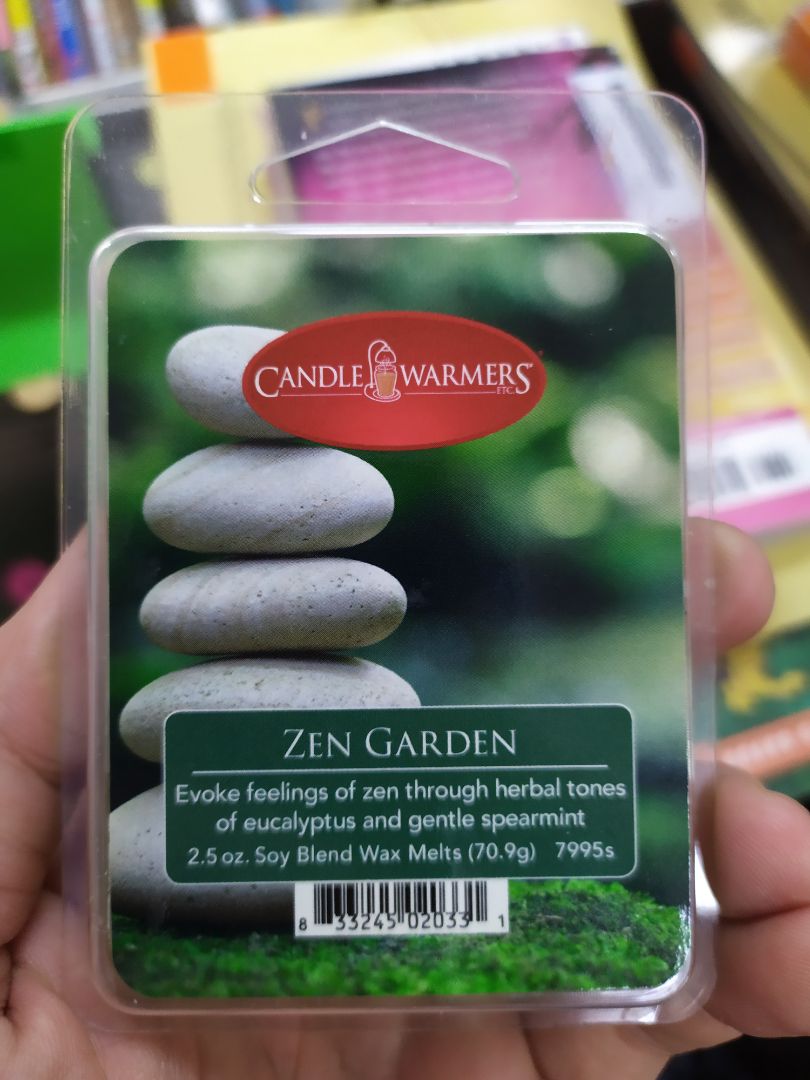 CANDLE WARMERS
ETC.
ZEN GARDEN
Evoke feelings of zen through herbal tones
of eucalyptus and gentle spearmint
2.5 oz. Soy Blend Wax Melts (70.9g) 7995s
8 33245 02033 1